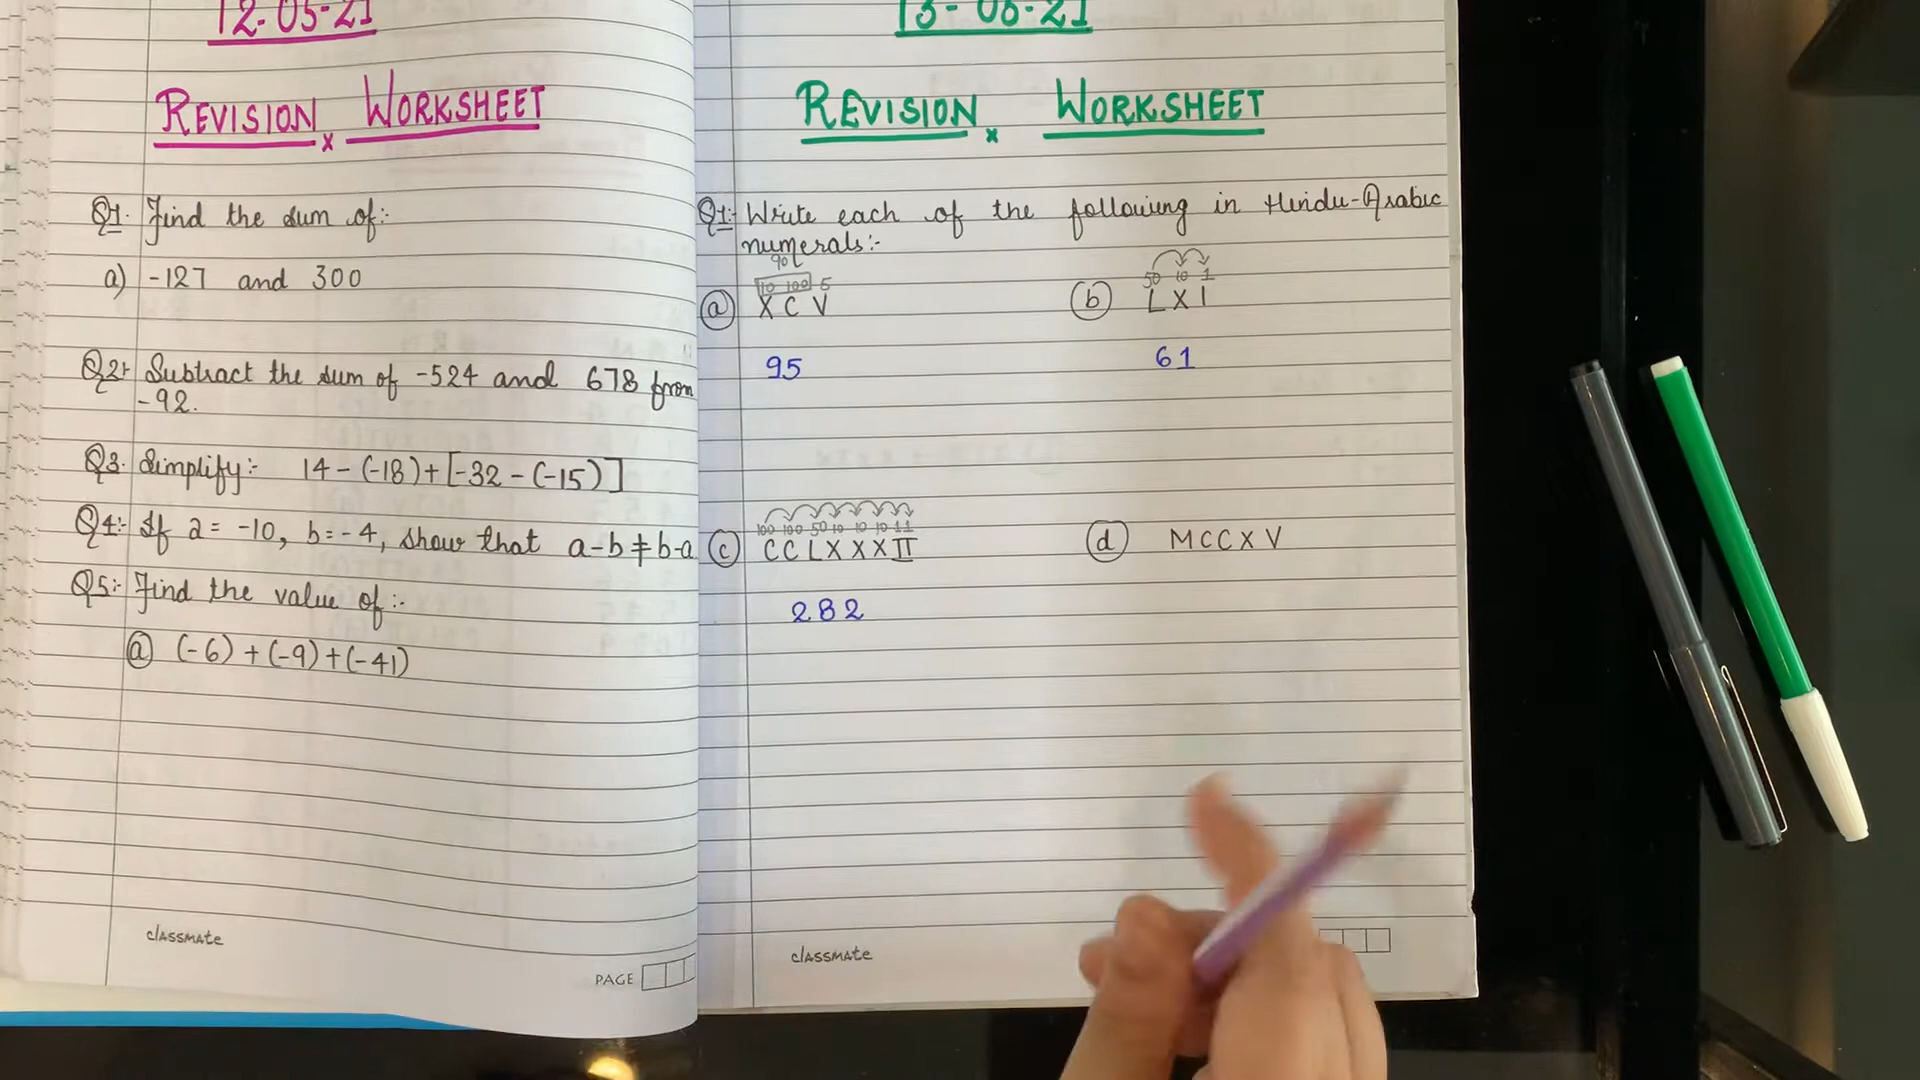 12-05-21
REVISION WORKSHEET
Q1. Find the sum of:-
a) -127 and 300
Q2:- Subtract the sum of -524 and 678 from
-92.
Q3. Simplify:- 14 - (-18) + [-32 - (-15)]
Q4:- If a = -10, b = -4, show that a-b ≠ b-a
Q5:- Find the value of:-
a (-6) + (-9) + (-41)
classmate
PAGE
REVISION WORKSHEET
Q1:- Write each of the following in Hindu-Arabic
numerals:-
90
10 100 5
a X C V
50 10 1
b L X I
95
61
100 100 50 10 10 10 1 1
c C C L X X X II
d M C C X V
282
classmate